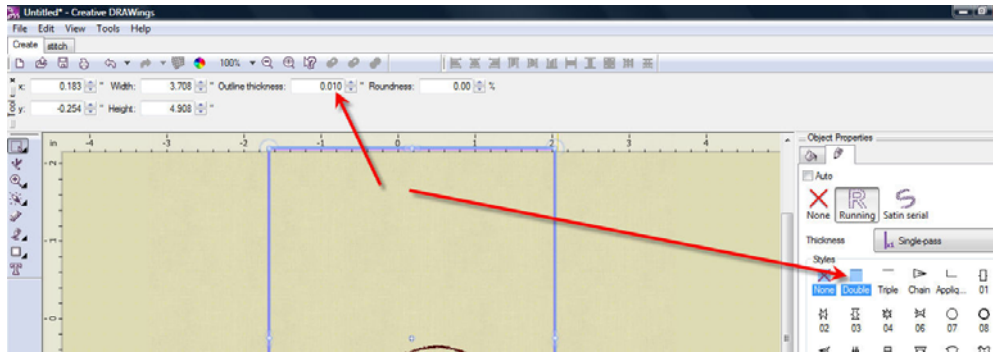 Untitled* - Creative DRAWings
File Edit View Tools Help
Create stitch
100%
x: 0.183 " Width: 3.708 " Outline thickness: 0.010 " Roundness: 0.00 %
y: -0.254 " Height: 4.908 "
in -4 -3 -2 -1 0 1 2 3 4
Object Properties
Auto
None Running Satin serial
Thickness x1 Single-pass
Styles
None Double Triple Chain Appliq... 01
02 03 04 06 07 08